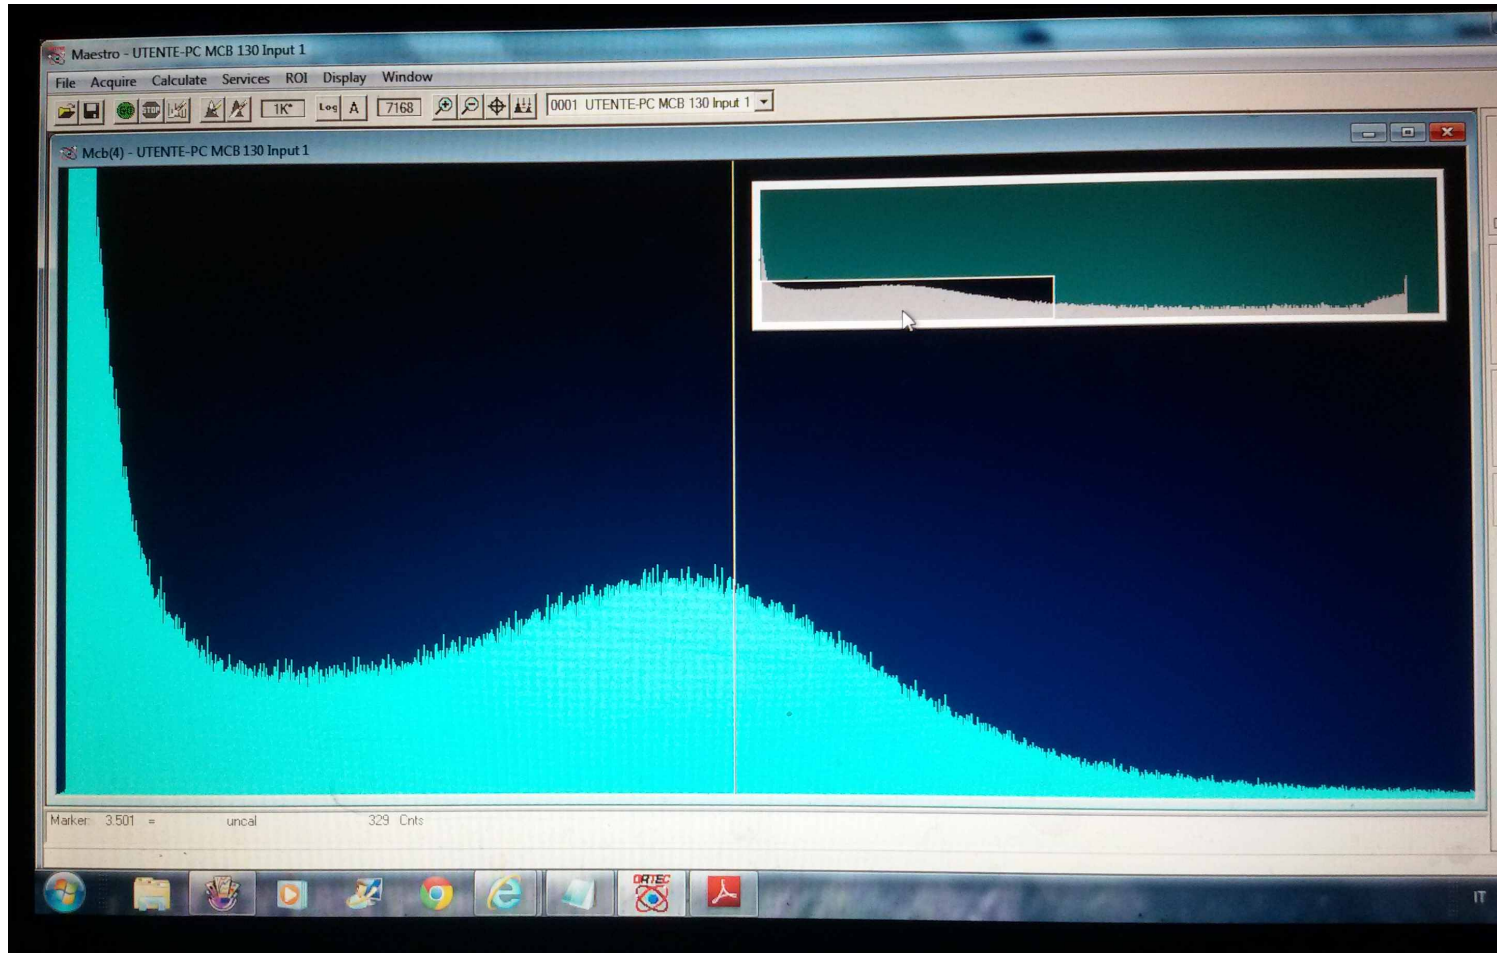 Maestro - UTENTE-PC MCB 130 Input 1
File Acquire Calculate Services ROI Display Window
GO STOP 1K* Log A 7168 0001 UTENTE-PC MCB 130 Input 1
Mcb(4) - UTENTE-PC MCB 130 Input 1
Marker: 3.501 = uncal 329 Cnts
ORTEC
IT